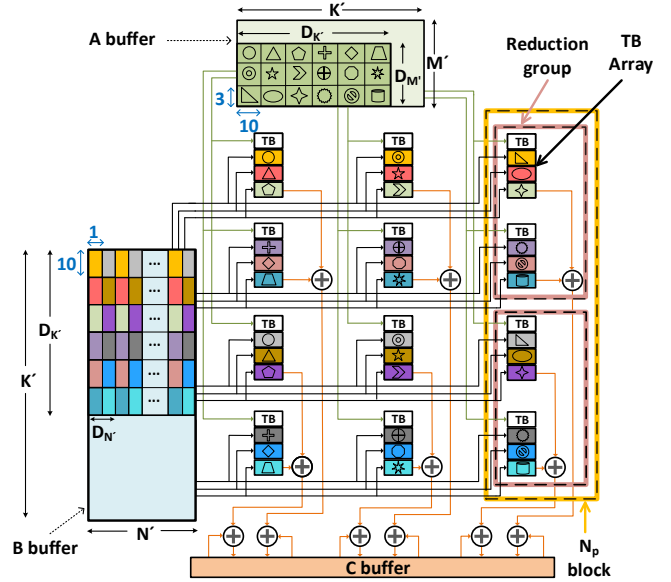 K′
A buffer
D_K′
M′
D_M′
3
10
Reduction
group
TB
Array
TB
TB
TB
1
10
TB
TB
TB
...
...
...
...
...
...
D_K′
K′
TB
TB
TB
D_N′
TB
TB
TB
B buffer
N′
N_p
block
C buffer